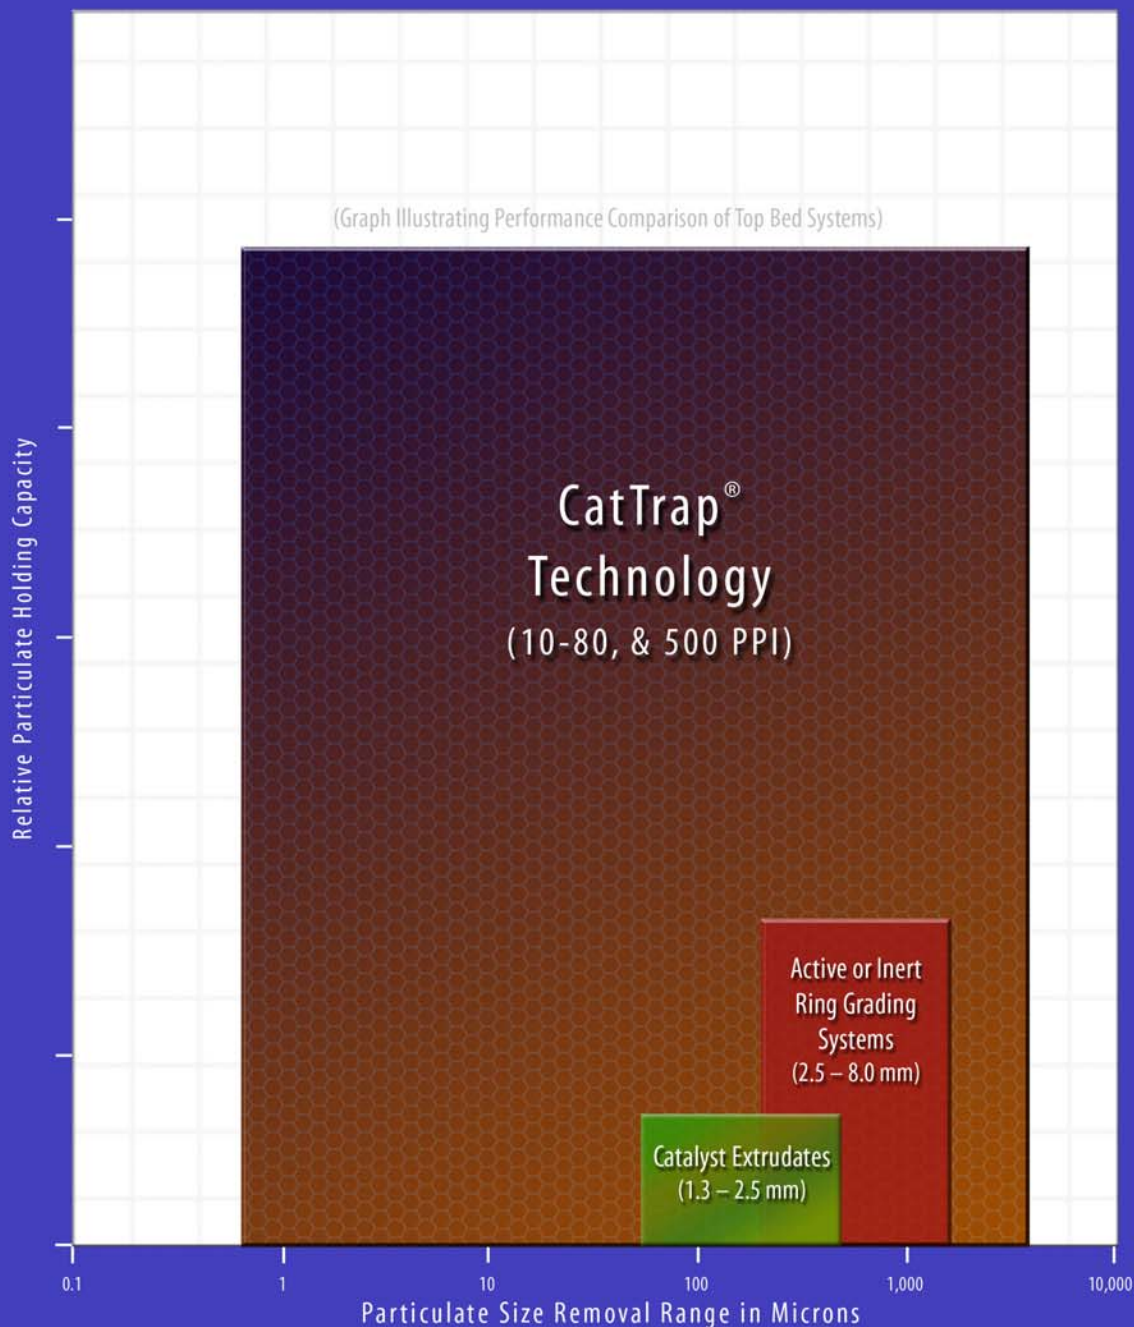 (Graph Illustrating Performance Comparison of Top Bed Systems)
Relative Particulate Holding Capacity
CatTrap®
Technology
(10-80, & 500 PPI)
Active or Inert
Ring Grading
Systems
(2.5 – 8.0 mm)
Catalyst Extrudates
(1.3 – 2.5 mm)
0.1 1 10 100 1,000 10,000
Particulate Size Removal Range in Microns